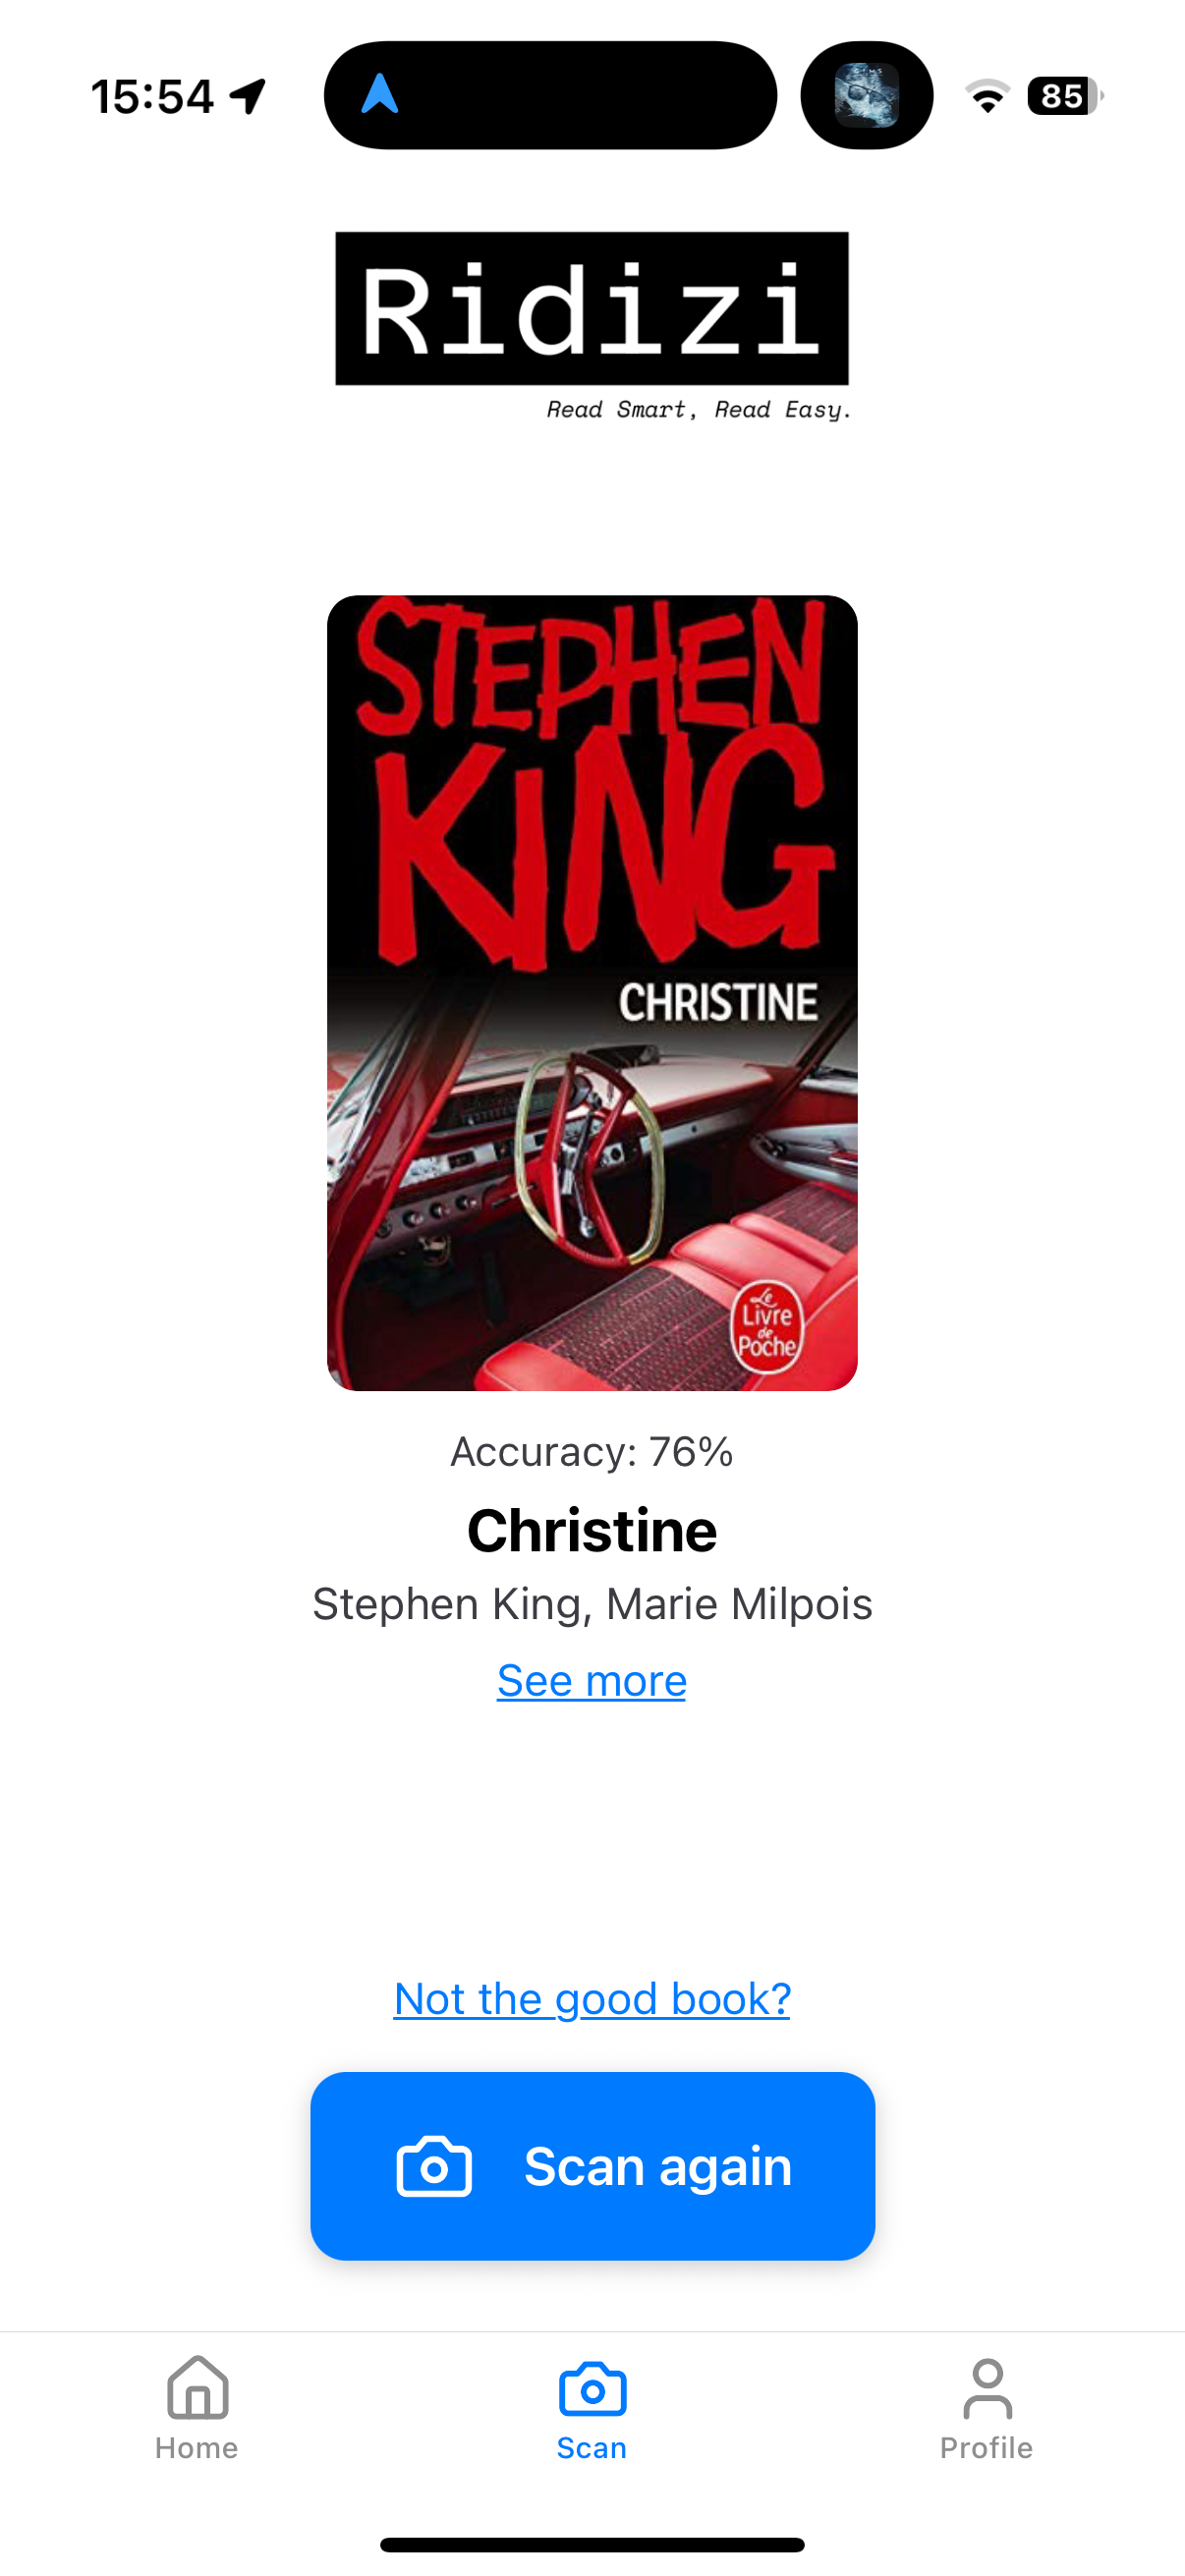 15:54
85
Ridizi
Read Smart, Read Easy.
STEPHEN
KING
CHRISTINE
Le
Livre
de
Poche
Accuracy: 76%
Christine
Stephen King, Marie Milpois
See more
Not the good book?
Scan again
Home
Scan
Profile